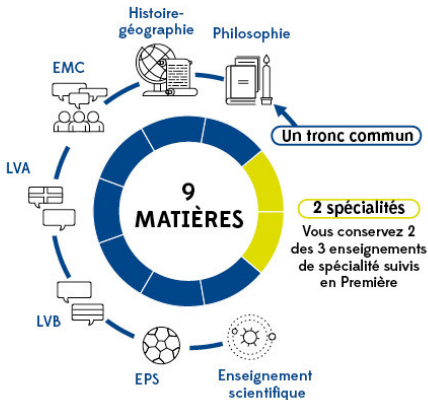 Histoire-
géographie
Philosophie
EMC
Un tronc commun
LVA
9
MATIÈRES
2 spécialités
Vous conservez 2
des 3 enseignements
de spécialité suivis
en Première
LVB
EPS
Enseignement
scientifique